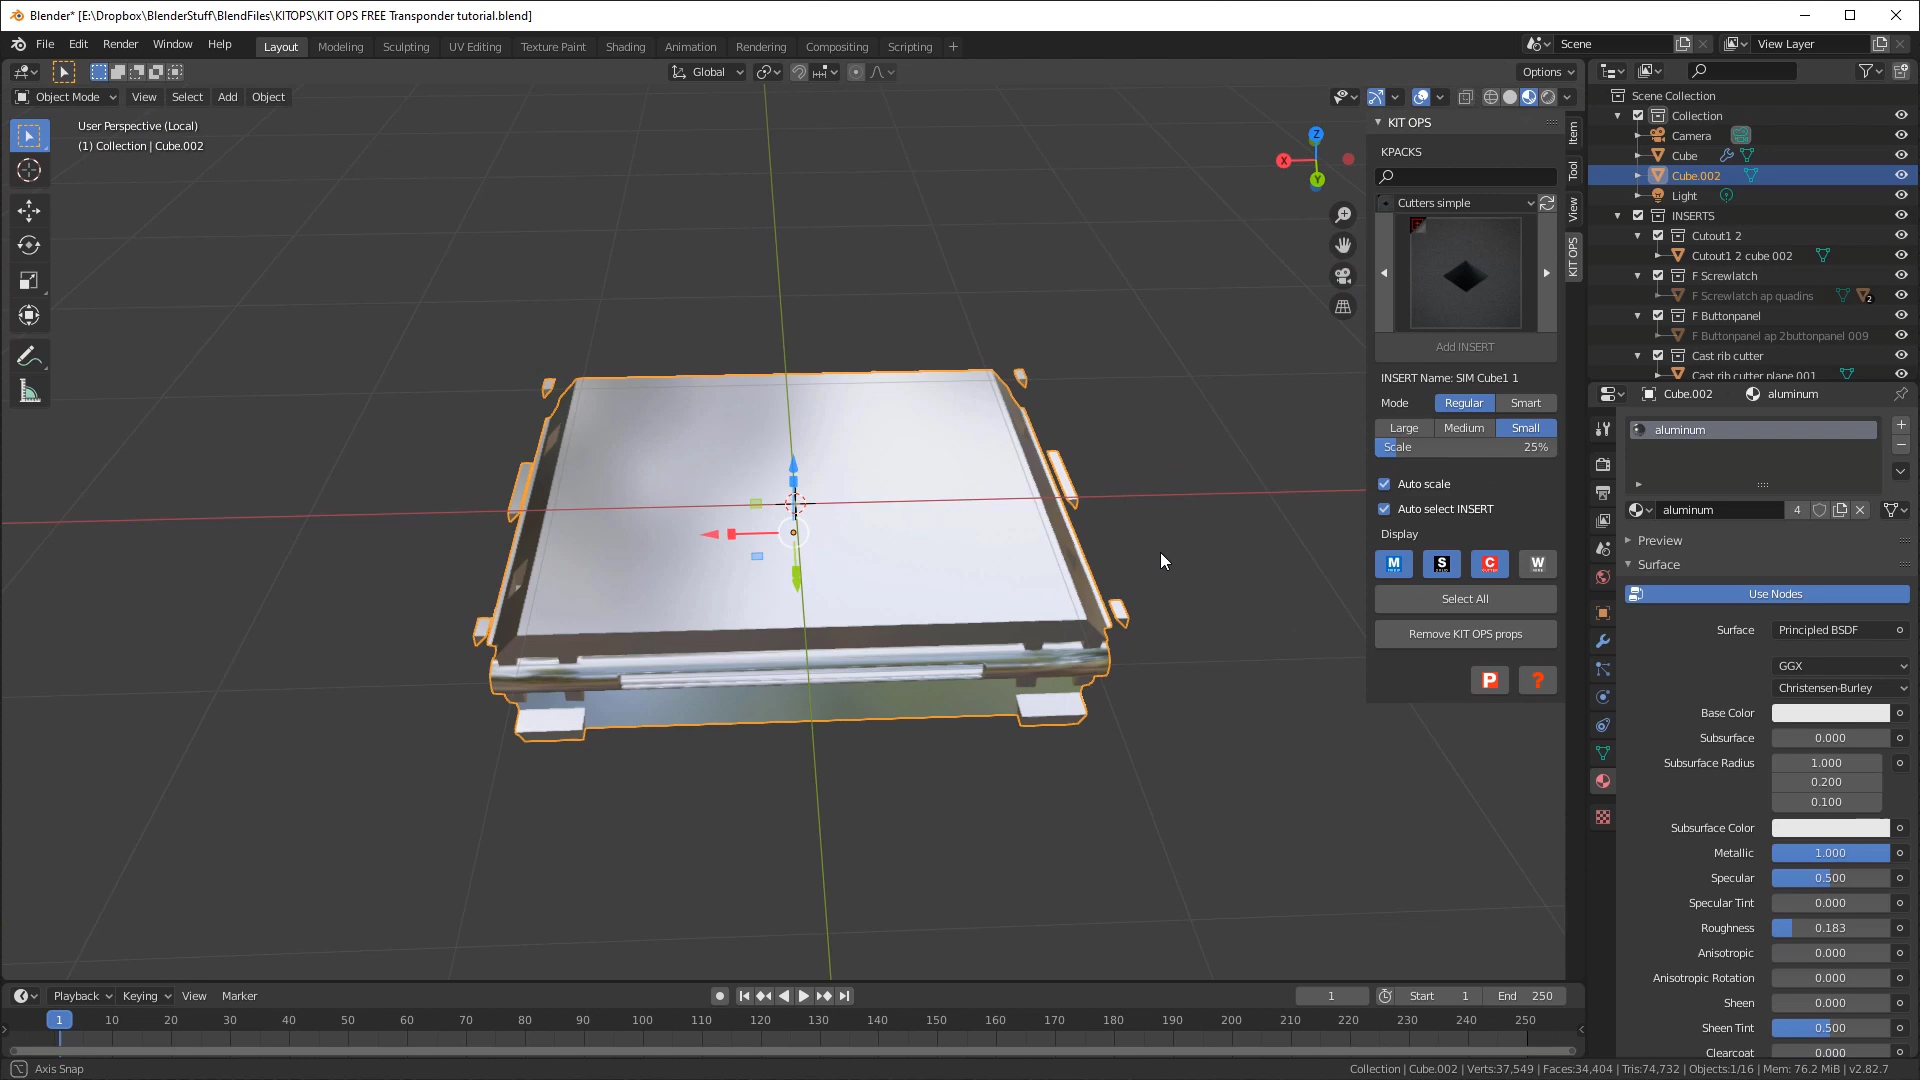 Blender* [E:\Dropbox\BlenderStuff\BlendFiles\KITOPS\KIT OPS FREE Transponder tutorial.blend]
File Edit Render Window Help Layout Modeling Sculpting UV Editing Texture Paint Shading Animation Rendering Compositing Scripting + Scene View Layer
Global Options
Object Mode View Select Add Object
User Perspective (Local)
(1) Collection | Cube.002
Z
X
Y
KIT OPS
KPACKS
Cutters simple
Add INSERT
INSERT Name: SIM Cube1 1
Mode Regular Smart
Large Medium Small
Scale 25%
Auto scale
Auto select INSERT
Display
M S C W
Select All
Remove KIT OPS props
P ?
Item
Tool
View
KIT OPS
Scene Collection
Collection
Camera
Cube
Cube.002
Light
INSERTS
Cutout1 2
Cutout1 2 cube 002
F Screwlatch
F Screwlatch ap quadins 2
F Buttonpanel
F Buttonpanel ap 2buttonpanel 009
Cast rib cutter
Cast rib cutter plane 001
Cube.002 aluminum
aluminum
aluminum 4
Preview
Surface
Use Nodes
Surface Principled BSDF
GGX
Christensen-Burley
Base Color
Subsurface 0.000
Subsurface Radius 1.000
0.200
0.100
Subsurface Color
Metallic 1.000
Specular 0.500
Specular Tint 0.000
Roughness 0.183
Anisotropic 0.000
Anisotropic Rotation 0.000
Sheen 0.000
Sheen Tint 0.500
Clearcoat 0.000
Playback Keying View Marker 1 Start 1 End 250
1 10 20 30 40 50 60 70 80 90 100 110 120 130 140 150 160 170 180 190 200 210 220 230 240 250
Axis Snap
Collection | Cube.002 | Verts:37,549 | Faces:34,404 | Tris:74,732 | Objects:1/16 | Mem: 76.2 MiB | v2.82.7